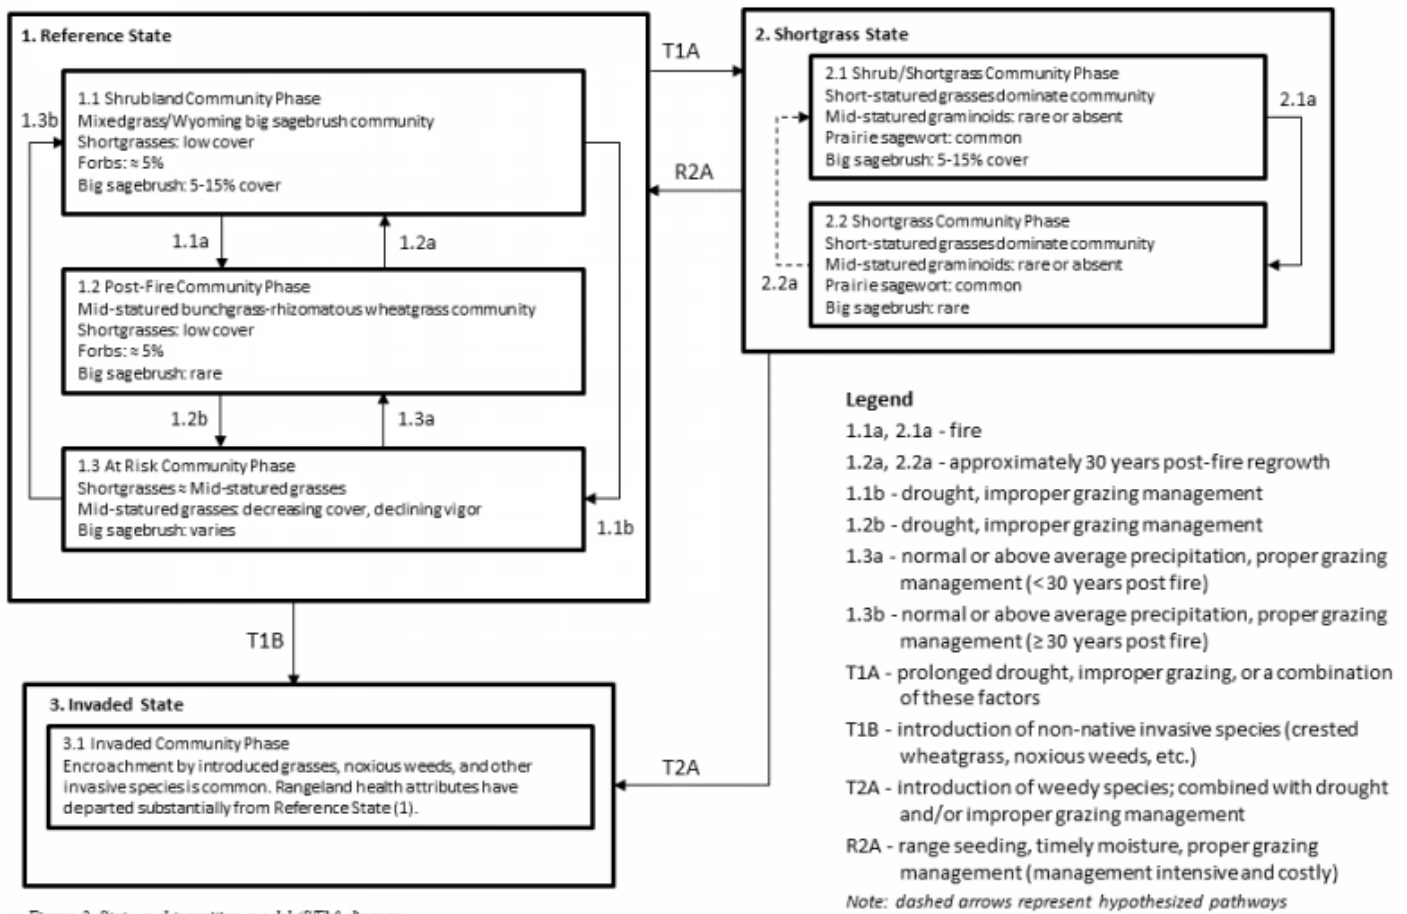 1. Reference State
1.1 Shrubland Community Phase
Mixedgrass/Wyoming big sagebrush community
Shortgrasses: low cover
Forbs: ≈ 5%
Big sagebrush: 5-15% cover
1.3b
1.1a
1.2a
1.2 Post-Fire Community Phase
Mid-statured bunchgrass-rhizomatous wheatgrass community
Shortgrasses: low cover
Forbs: ≈ 5%
Big sagebrush: rare
1.2b
1.3a
1.3 At Risk Community Phase
Shortgrasses ≈ Mid-statured grasses
Mid-statured grasses: decreasing cover, declining vigor
Big sagebrush: varies
1.1b
T1A
R2A
2. Shortgrass State
2.1 Shrub/Shortgrass Community Phase
Short-statured grasses dominate community
Mid-statured graminoids: rare or absent
Prairie sagewort: common
Big sagebrush: 5-15% cover
2.1a
2.2 Shortgrass Community Phase
Short-statured grasses dominate community
Mid-statured graminoids: rare or absent
Prairie sagewort: common
Big sagebrush: rare
2.2a
T1B
3. Invaded State
3.1 Invaded Community Phase
Encroachment by introduced grasses, noxious weeds, and other
invasive species is common. Rangeland health attributes have
departed substantially from Reference State (1).
T2A
Legend
1.1a, 2.1a - fire
1.2a, 2.2a - approximately 30 years post-fire regrowth
1.1b - drought, improper grazing management
1.2b - drought, improper grazing management
1.3a - normal or above average precipitation, proper grazing
management (< 30 years post fire)
1.3b - normal or above average precipitation, proper grazing
management (≥ 30 years post fire)
T1A - prolonged drought, improper grazing, or a combination
of these factors
T1B - introduction of non-native invasive species (crested
wheatgrass, noxious weeds, etc.)
T2A - introduction of weedy species; combined with drought
and/or improper grazing management
R2A - range seeding, timely moisture, proper grazing
management (management intensive and costly)
Note: dashed arrows represent hypothesized pathways